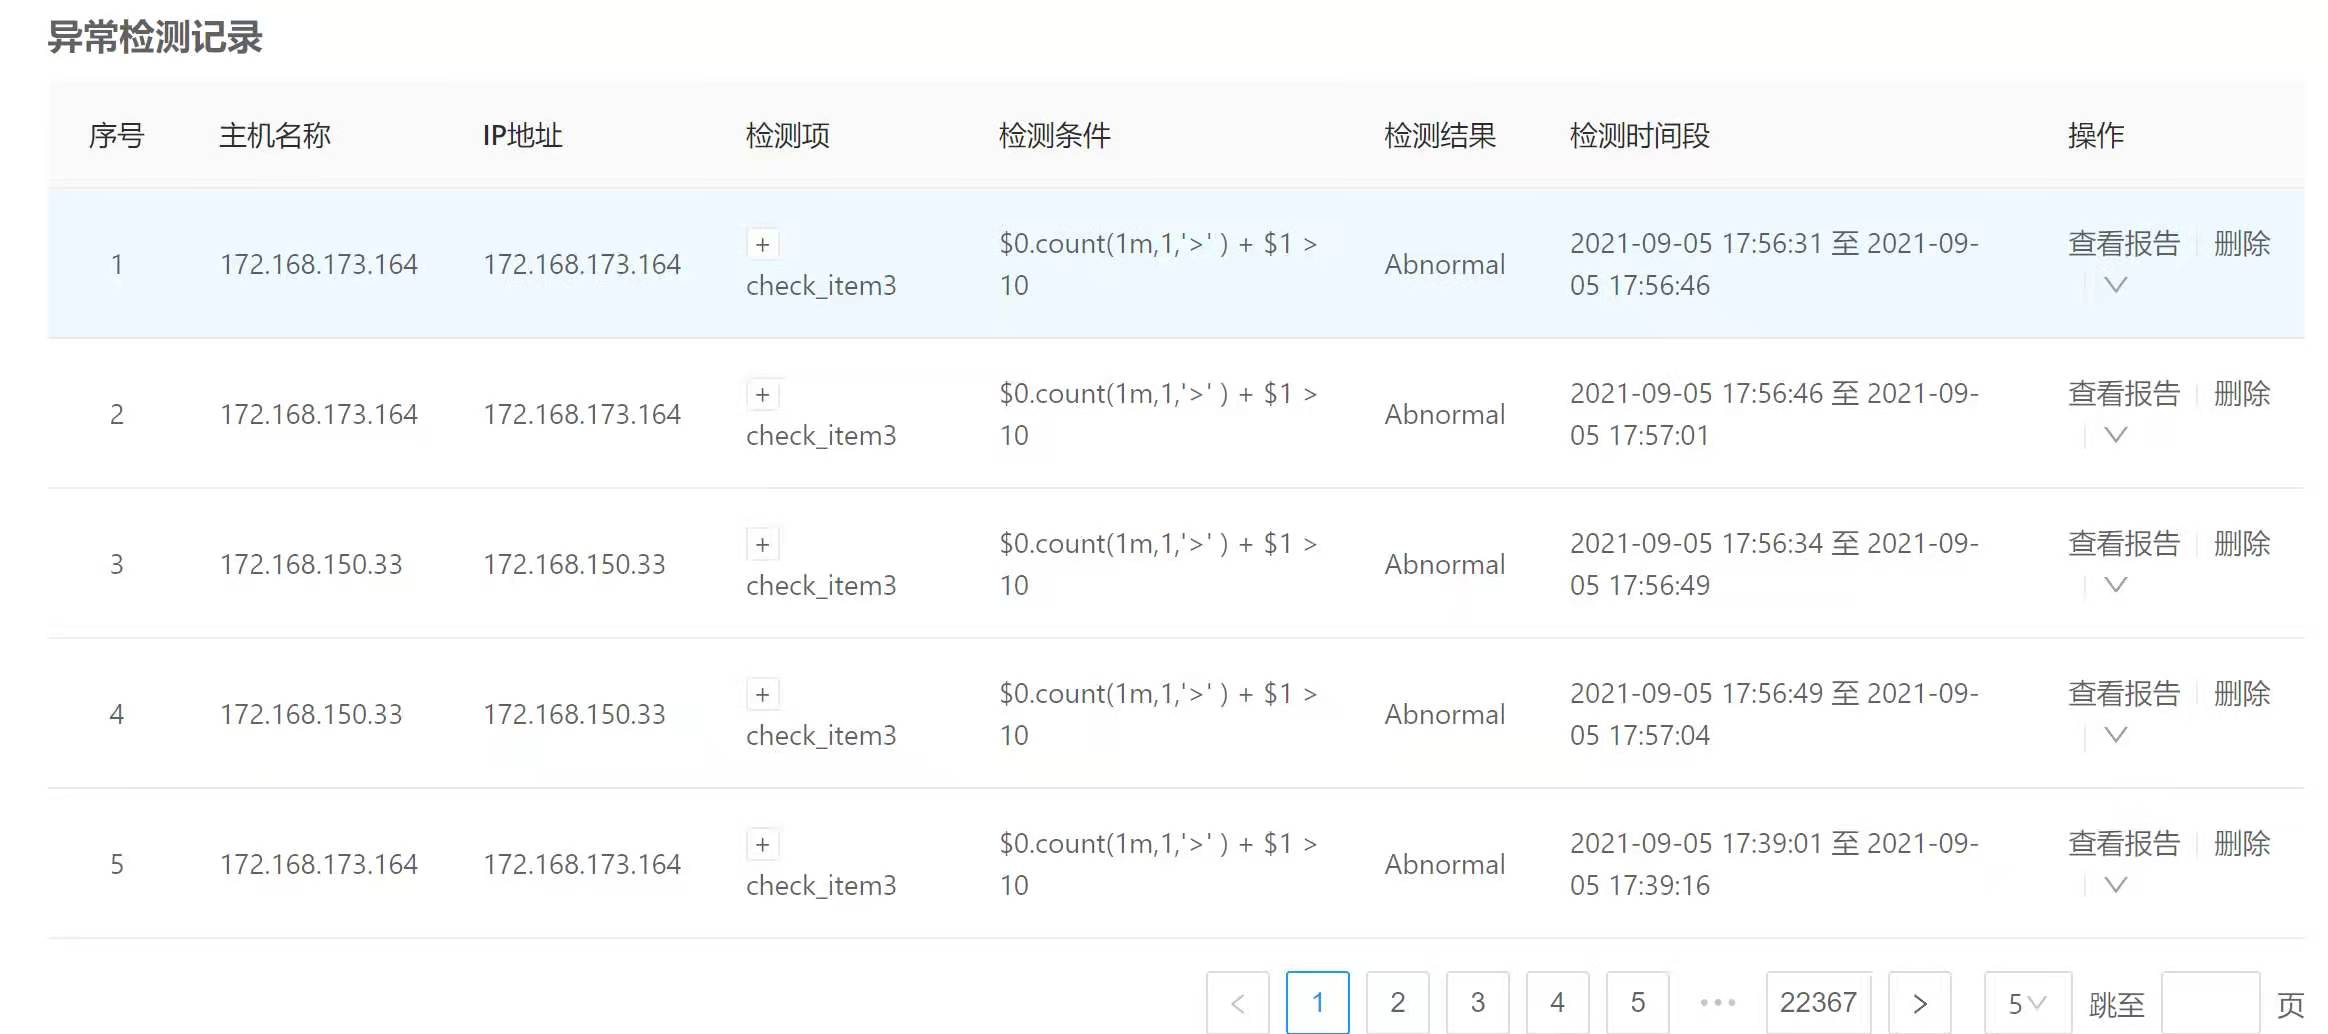 异常检测记录
序号 主机名称 IP地址 检测项 检测条件 检测结果 检测时间段 操作
1 172.168.173.164 172.168.173.164 + check_item3 $0.count(1m,1,'>' ) + $1 > 10 Abnormal 2021-09-05 17:56:31 至 2021-09-05 17:56:46 查看报告 删除
2 172.168.173.164 172.168.173.164 + check_item3 $0.count(1m,1,'>' ) + $1 > 10 Abnormal 2021-09-05 17:56:46 至 2021-09-05 17:57:01 查看报告 删除
3 172.168.150.33 172.168.150.33 + check_item3 $0.count(1m,1,'>' ) + $1 > 10 Abnormal 2021-09-05 17:56:34 至 2021-09-05 17:56:49 查看报告 删除
4 172.168.150.33 172.168.150.33 + check_item3 $0.count(1m,1,'>' ) + $1 > 10 Abnormal 2021-09-05 17:56:49 至 2021-09-05 17:57:04 查看报告 删除
5 172.168.173.164 172.168.173.164 + check_item3 $0.count(1m,1,'>' ) + $1 > 10 Abnormal 2021-09-05 17:39:01 至 2021-09-05 17:39:16 查看报告 删除
< 1 2 3 4 5 ••• 22367 > 5 跳至 页